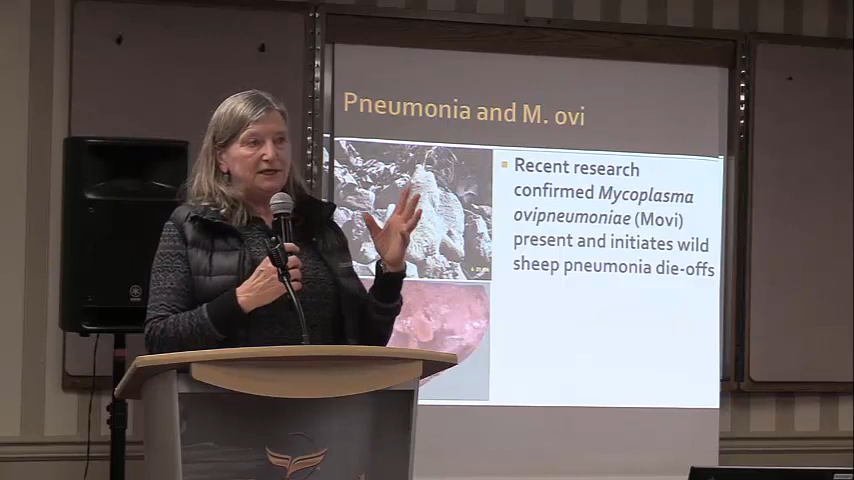 Pneumonia and M. ovi
Recent research
confirmed Mycoplasma
ovipneumoniae (Movi)
present and initiates wild
sheep pneumonia die-offs